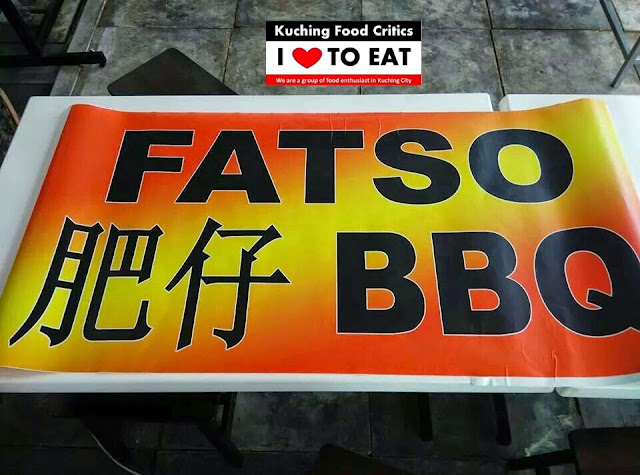 Kuching Food Critics
I ❤ TO EAT
We are a group of food enthusiast in Kuching City
FATSO
肥仔 BBQ